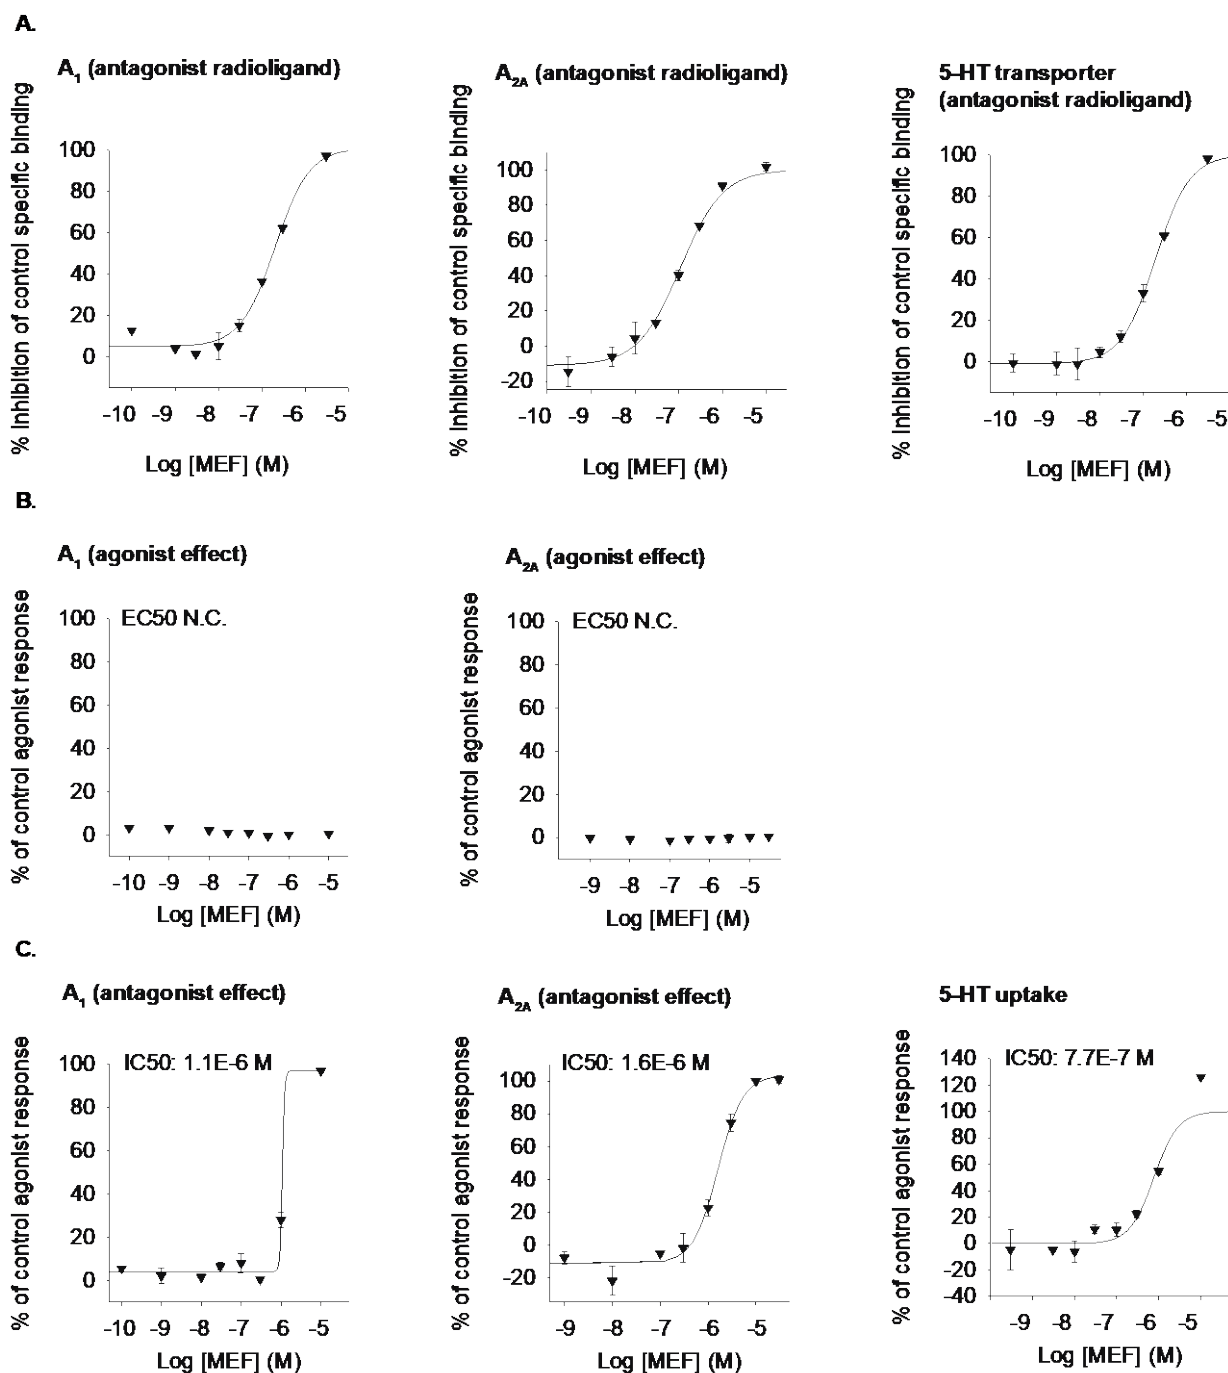 A.
A1 (antagonist radioligand)
% inhibition of control specific binding
100
80
60
40
20
0
-10 -9 -8 -7 -6 -5
Log [MEF] (M)
A2A (antagonist radioligand)
% inhibition of control specific binding
100
80
60
40
20
0
-20
-10 -9 -8 -7 -6 -5
Log [MEF] (M)
5-HT transporter
(antagonist radioligand)
% inhibition of control specific binding
100
80
60
40
20
0
-10 -9 -8 -7 -6 -5
Log [MEF] (M)
B.
A1 (agonist effect)
% of control agonist response
EC50 N.C.
100
80
60
40
20
0
-10 -9 -8 -7 -6 -5
Log [MEF] (M)
A2A (agonist effect)
% of control agonist response
EC50 N.C.
100
80
60
40
20
0
-9 -8 -7 -6 -5
Log [MEF] (M)
C.
A1 (antagonist effect)
% of control agonist response
IC50: 1.1E-6 M
100
80
60
40
20
0
-10 -9 -8 -7 -6 -5
Log [MEF] (M)
A2A (antagonist effect)
% of control agonist response
IC50: 1.6E-6 M
100
80
60
40
20
0
-20
-9 -8 -7 -6 -5
Log [MEF] (M)
5-HT uptake
% of control agonist response
IC50: 7.7E-7 M
140
120
100
80
60
40
20
0
-20
-40
-9 -8 -7 -6 -5
Log [MEF] (M)